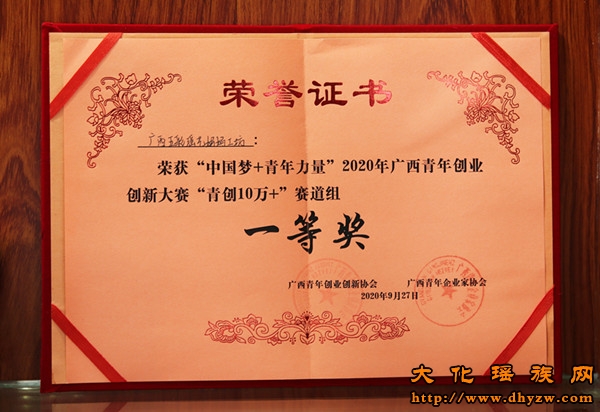 荣誉证书
荣获“中国梦+青年力量”2020年广西青年创业
创新大赛“青创10万+”赛道组
一等奖
广西青年创业创新协会 广西青年企业家协会
2020年9月27日
大化瑶族网
http://www.dhyzw.com